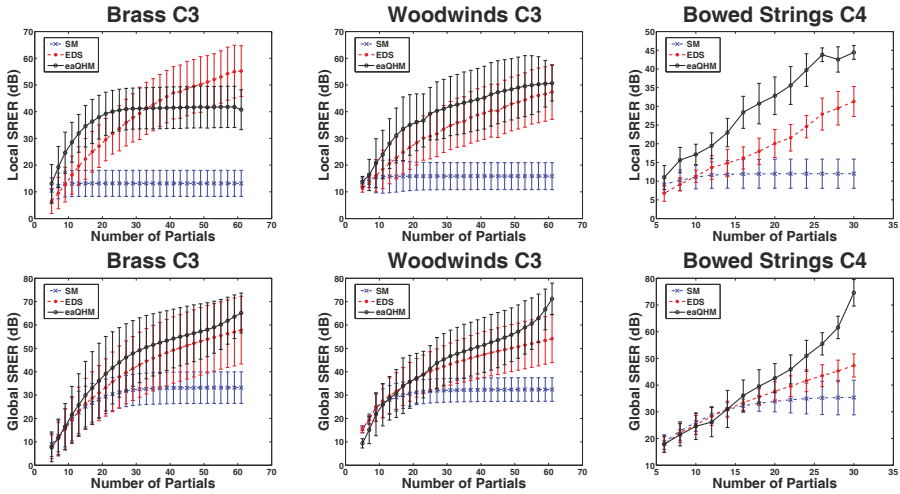 Brass C3
Woodwinds C3
Bowed Strings C4
Local SRER (dB)
70
60
50
40
30
20
10
0
SM
EDS
eaQHM
0 10 20 30 40 50 60 70
Number of Partials
Local SRER (dB)
70
60
50
40
30
20
10
0
SM
EDS
eaQHM
0 10 20 30 40 50 60 70
Number of Partials
Local SRER (dB)
50
45
40
35
30
25
20
15
10
5
0
SM
EDS
eaQHM
5 10 15 20 25 30 35
Number of Partials
Brass C3
Woodwinds C3
Bowed Strings C4
Global SRER (dB)
80
70
60
50
40
30
20
10
0
SM
EDS
eaQHM
0 10 20 30 40 50 60 70
Number of Partials
Global SRER (dB)
80
70
60
50
40
30
20
10
0
SM
EDS
eaQHM
0 10 20 30 40 50 60 70
Number of Partials
Global SRER (dB)
80
70
60
50
40
30
20
10
SM
EDS
eaQHM
5 10 15 20 25 30 35
Number of Partials